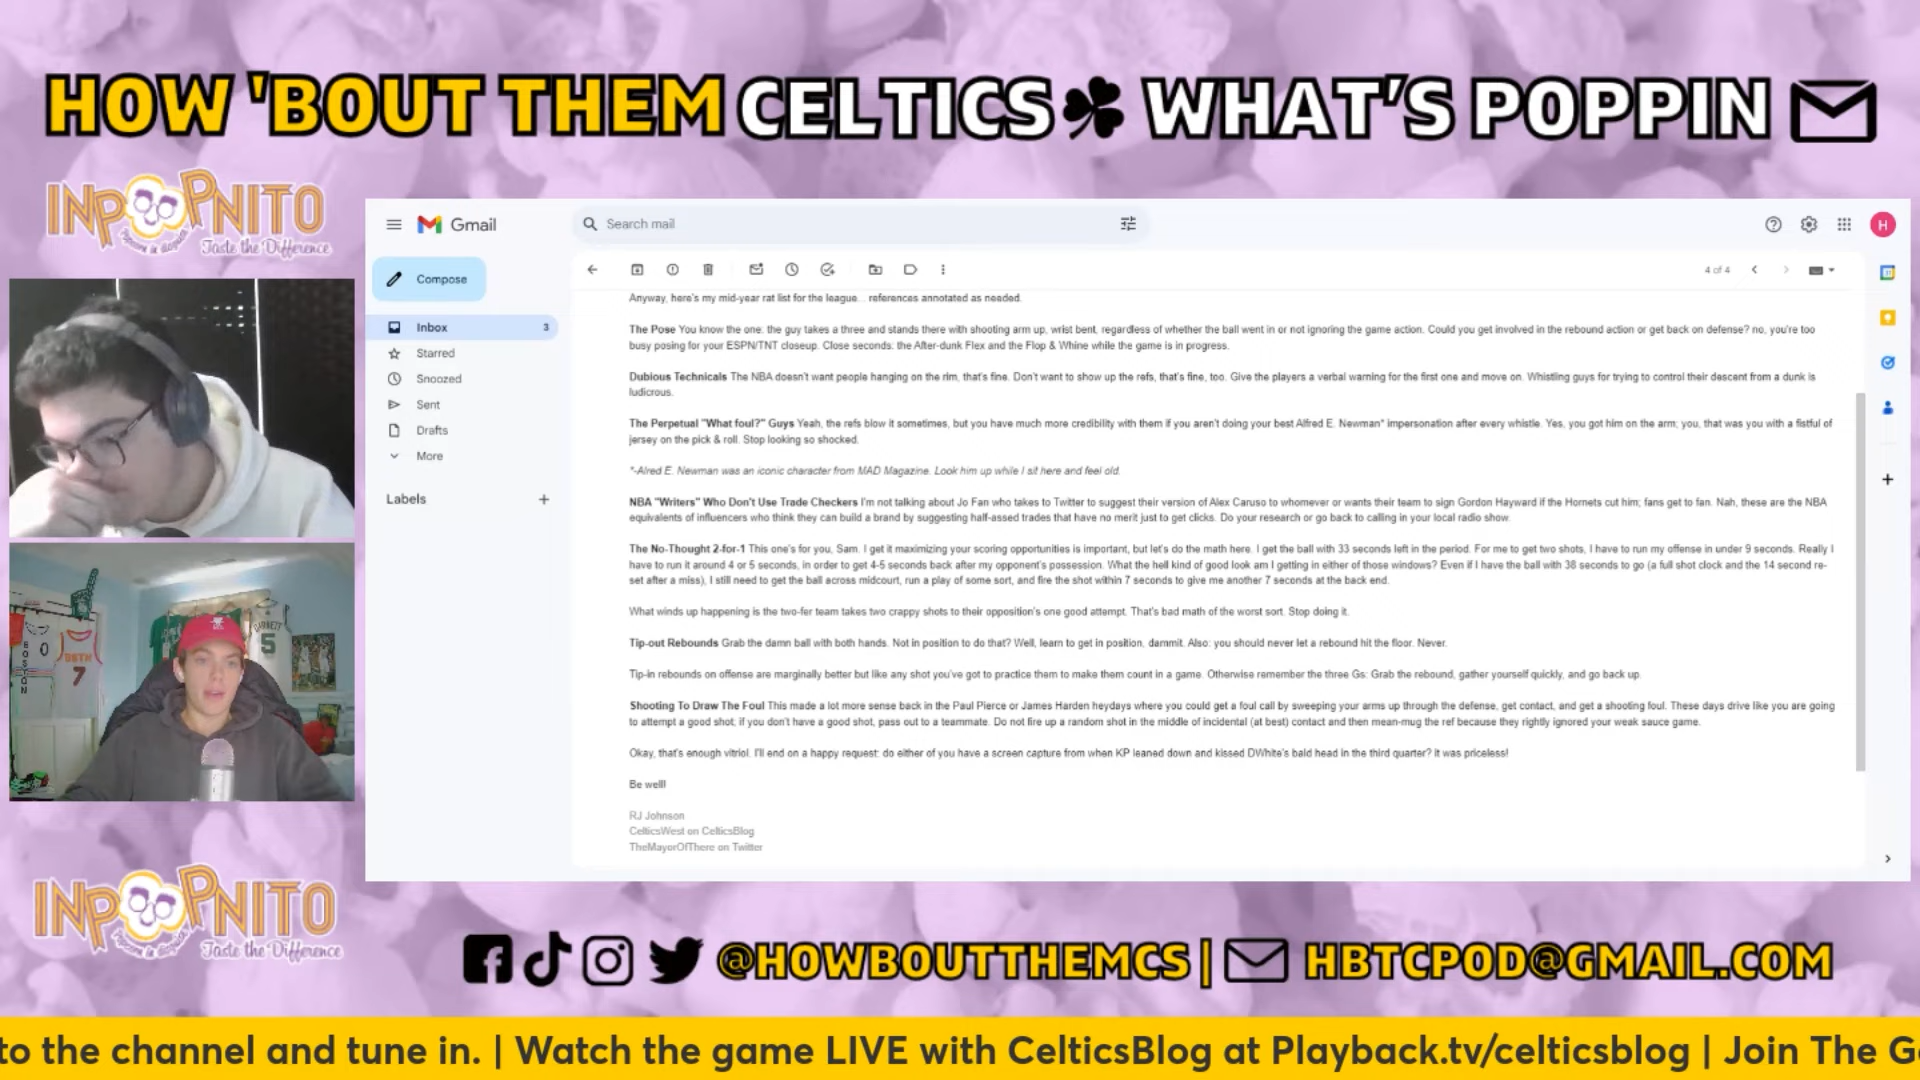 HOW 'BOUT THEM CELTICS WHAT'S POPPIN
INPOPNITO
Taste the Difference
Gmail
Search mail
H
Compose
4 of 4
Inbox 3
Starred
Snoozed
Sent
Drafts
More
Labels
Anyway, here's my mid-year rat list for the league... references annotated as needed.
The Pose You know the one: the guy takes a three and stands there with shooting arm up, wrist bent, regardless of whether the ball went in or not ignoring the game action. Could you get involved in the rebound action or get back on defense? no, you're too
busy posing for your ESPN/TNT closeup. Close seconds: the After-dunk Flex and the Flop & Whine while the game is in progress.
Dubious Technicals The NBA doesn't want people hanging on the rim, that's fine. Don't want to show up the refs, that's fine, too. Give the players a verbal warning for the first one and move on. Whistling guys for trying to control their descent from a dunk is
ludicrous.
The Perpetual "What foul?" Guys Yeah, the refs blow it sometimes, but you have much more credibility with them if you aren't doing your best Alfred E. Newman* impersonation after every whistle. Yes, you got him on the arm; you, that was you with a fistful of
jersey on the pick & roll. Stop looking so shocked.
*-Alred E. Newman was an iconic character from MAD Magazine. Look him up while I sit here and feel old.
NBA "Writers" Who Don't Use Trade Checkers I'm not talking about Jo Fan who takes to Twitter to suggest their version of Alex Caruso to whomever or wants their team to sign Gordon Hayward if the Hornets cut him; fans get to fan. Nah, these are the NBA
equivalents of influencers who think they can build a brand by suggesting half-assed trades that have no merit just to get clicks. Do your research or go back to calling in your local radio show.
The No-Thought 2-for-1 This one's for you, Sam. I get it maximizing your scoring opportunities is important, but let's do the math here. I get the ball with 33 seconds left in the period. For me to get two shots, I have to run my offense in under 9 seconds. Really I
have to run it around 4 or 5 seconds, in order to get 4-5 seconds back after my opponent's possession. What the hell kind of good look am I getting in either of those windows? Even if I have the ball with 38 seconds to go (a full shot clock and the 14 second re-
set after a miss), I still need to get the ball across midcourt, run a play of some sort, and fire the shot within 7 seconds to give me another 7 seconds at the back end.
What winds up happening is the two-fer team takes two crappy shots to their opposition's one good attempt. That's bad math of the worst sort. Stop doing it.
Tip-out Rebounds Grab the damn ball with both hands. Not in position to do that? Well, learn to get in position, dammit. Also: you should never let a rebound hit the floor. Never.
Tip-in rebounds on offense are marginally better but like any shot you've got to practice them to make them count in a game. Otherwise remember the three Gs: Grab the rebound, gather yourself quickly, and go back up.
Shooting To Draw The Foul This made a lot more sense back in the Paul Pierce or James Harden heydays where you could get a foul call by sweeping your arms up through the defense, get contact, and get a shooting foul. These days drive like you are going
to attempt a good shot; if you don't have a good shot, pass out to a teammate. Do not fire up a random shot in the middle of incidental (at best) contact and then mean-mug the ref because they rightly ignored your weak sauce game.
Okay, that's enough vitriol. I'll end on a happy request: do either of you have a screen capture from when KP leaned down and kissed DWhite's bald head in the third quarter? It was priceless!
Be well!
RJ Johnson
CelticsWest on CelticsBlog
TheMayorOfThere on Twitter
BOSTON
0
7
GARNETT
5
INPOPNITO
Taste the Difference
@HOWBOUTTHEMCS | HBTCPOD@GMAIL.COM
to the channel and tune in. | Watch the game LIVE with CelticsBlog at Playback.tv/celticsblog | Join The G